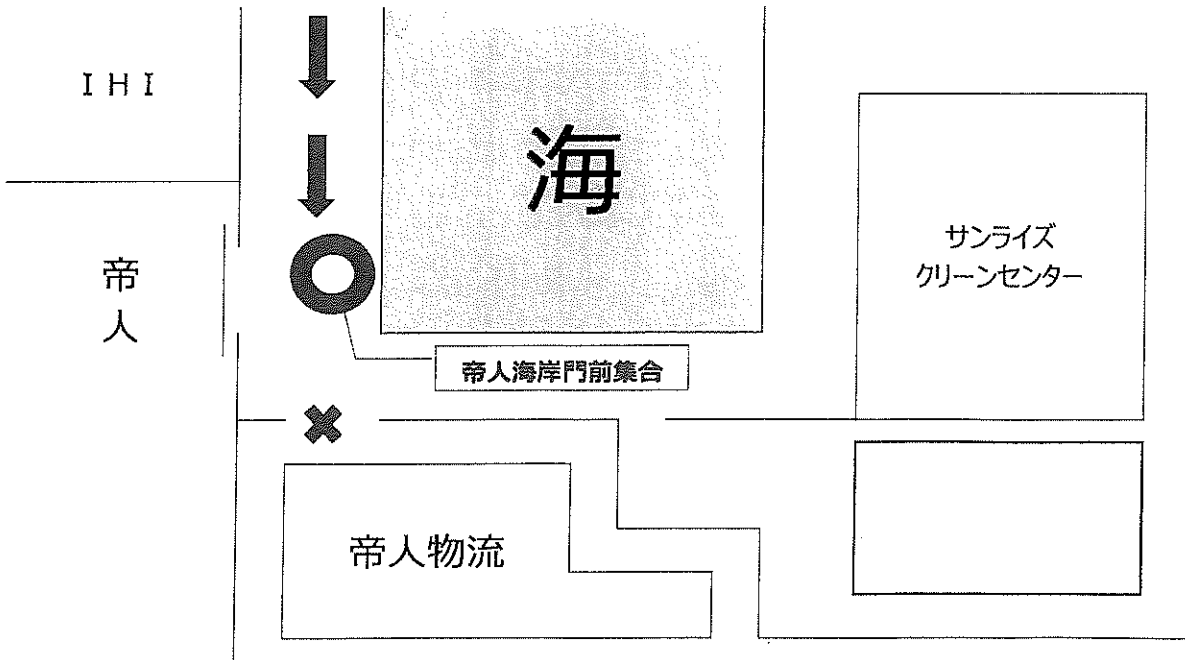 ＩＨＩ
海
サンライズ
クリーンセンター
帝
人
帝人海岸門前集合
帝人物流